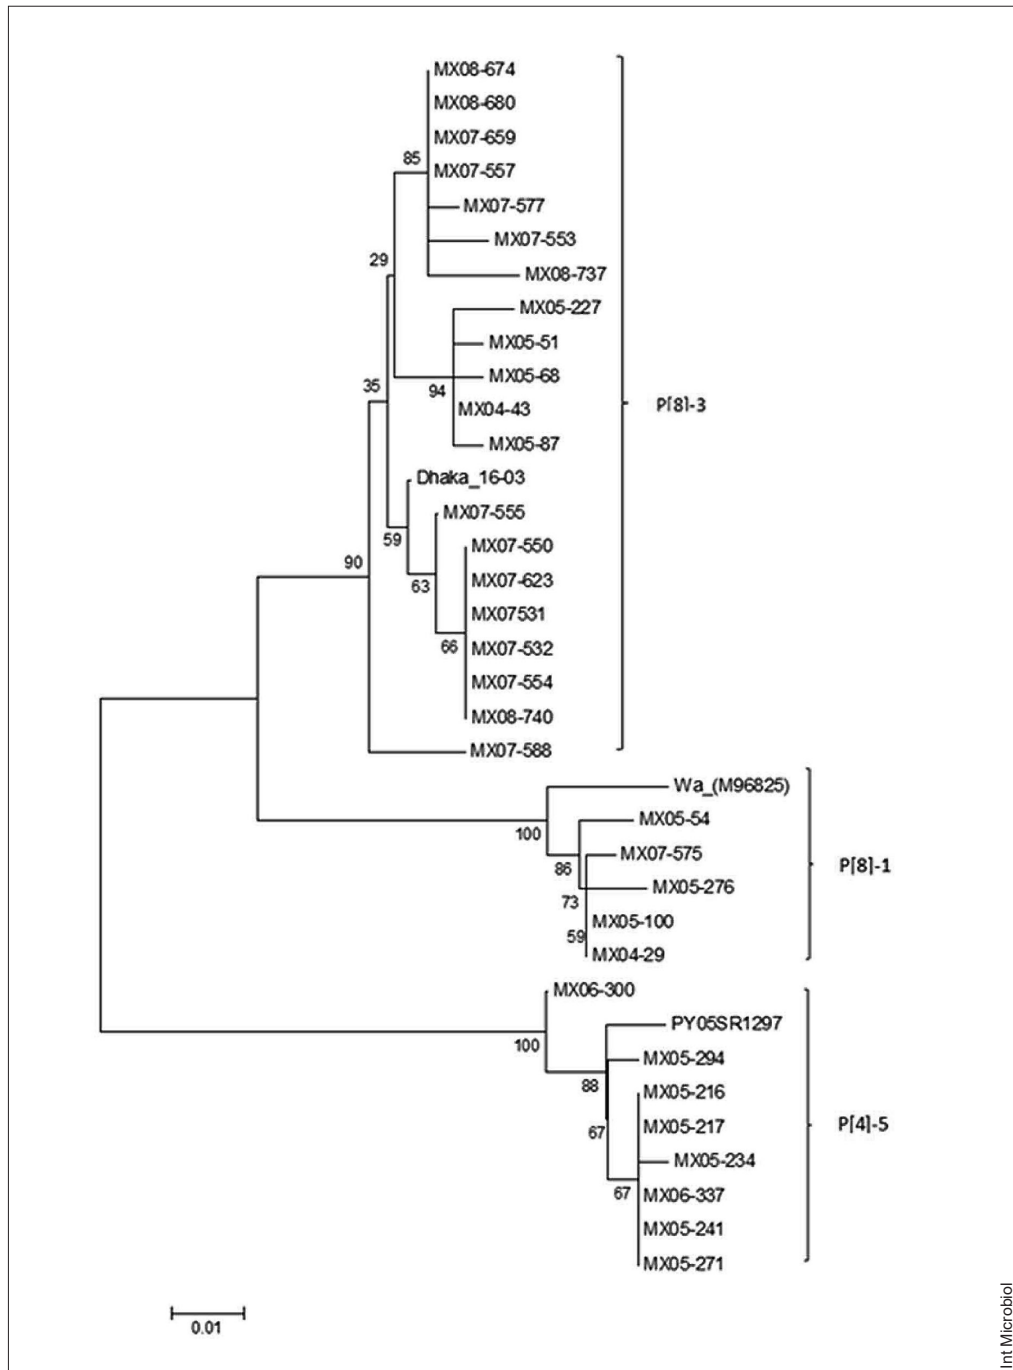 MX08-674
MX08-680
MX07-659
85
MX07-557
MX07-577
MX07-553
29
MX08-737
MX05-227
MX05-51
MX05-68
94
35
MX04-43
P[8]-3
MX05-87
Dhaka_16-03
MX07-555
59
MX07-550
90
63
MX07-623
MX07531
66
MX07-532
MX07-554
MX08-740
MX07-588
Wa_(M96825)
100
MX05-54
MX07-575
86
P[8]-1
MX05-276
73
MX05-100
59
MX04-29
MX06-300
PY05SR1297
100
MX05-294
88
MX05-216
MX05-217
P[4]-5
67
MX05-234
67
MX06-337
MX05-241
MX05-271
0.01
Int Microbiol